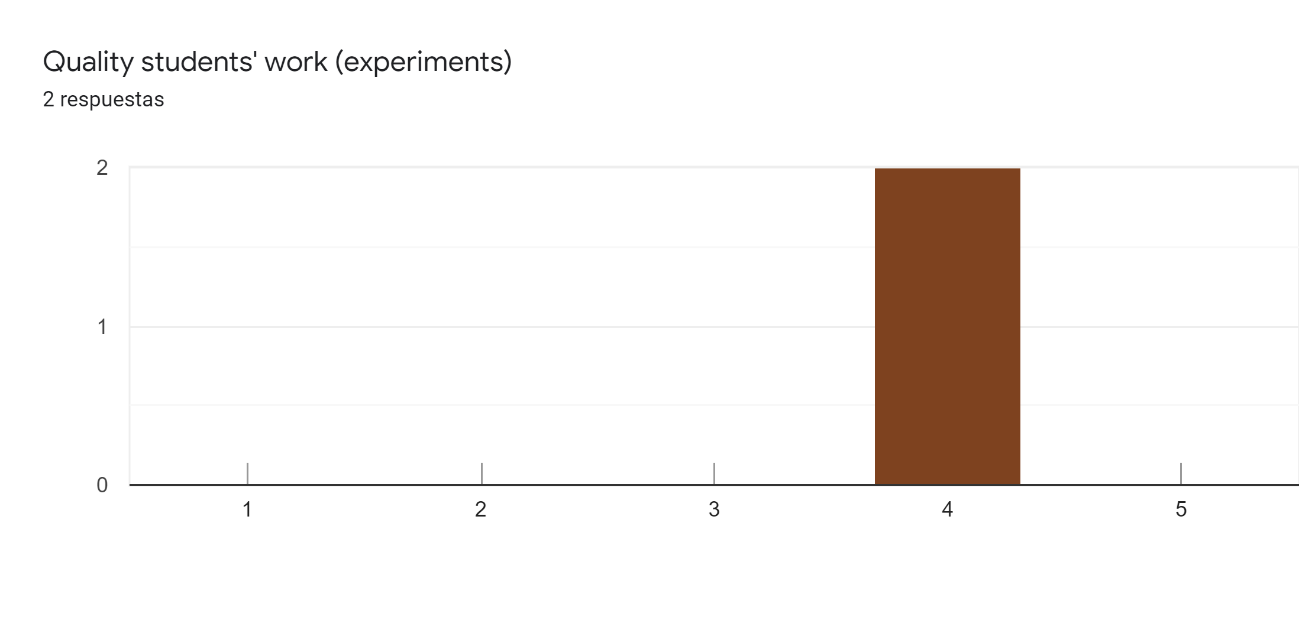 Quality students' work (experiments)
2 respuestas
2
1
0
1 2 3 4 5